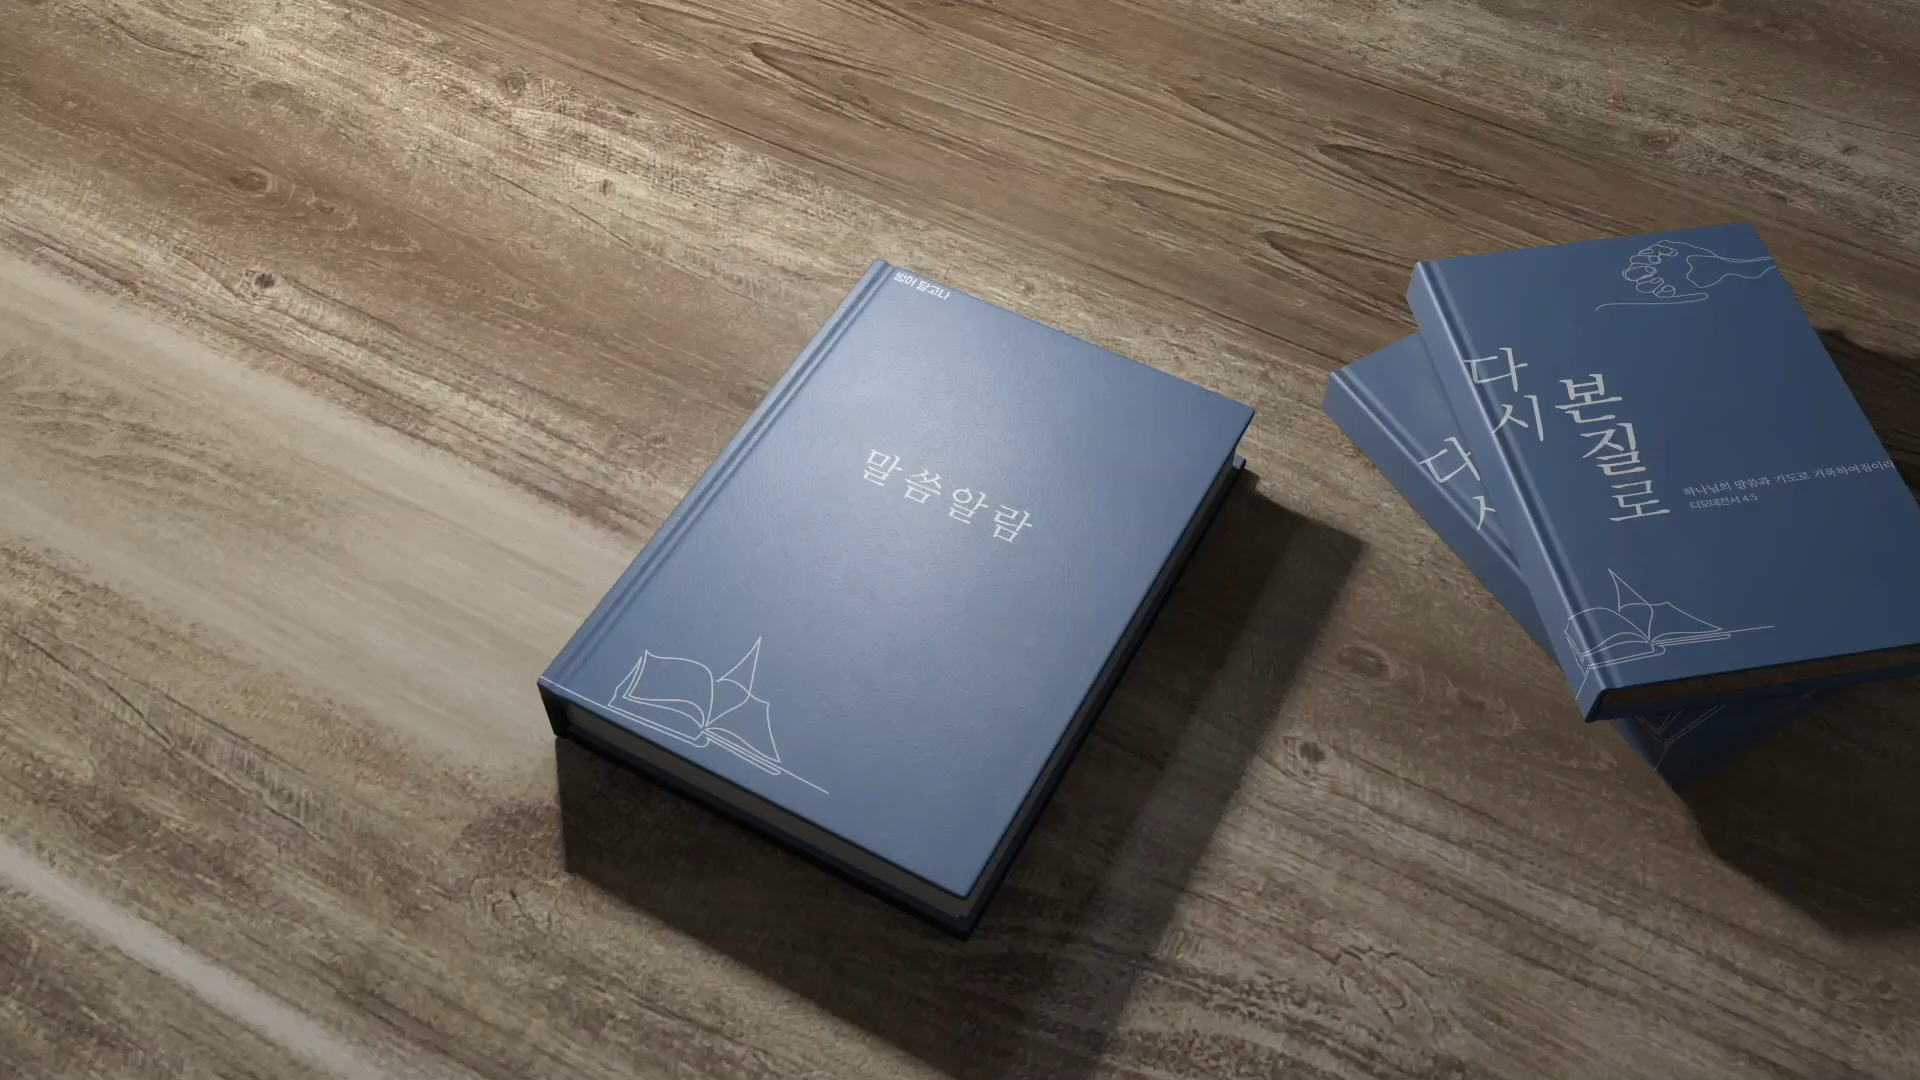 말씀알람
다시
본질로
하나님의 말씀과 기도로 거룩하여짐이라
디모데전서 4:5
다